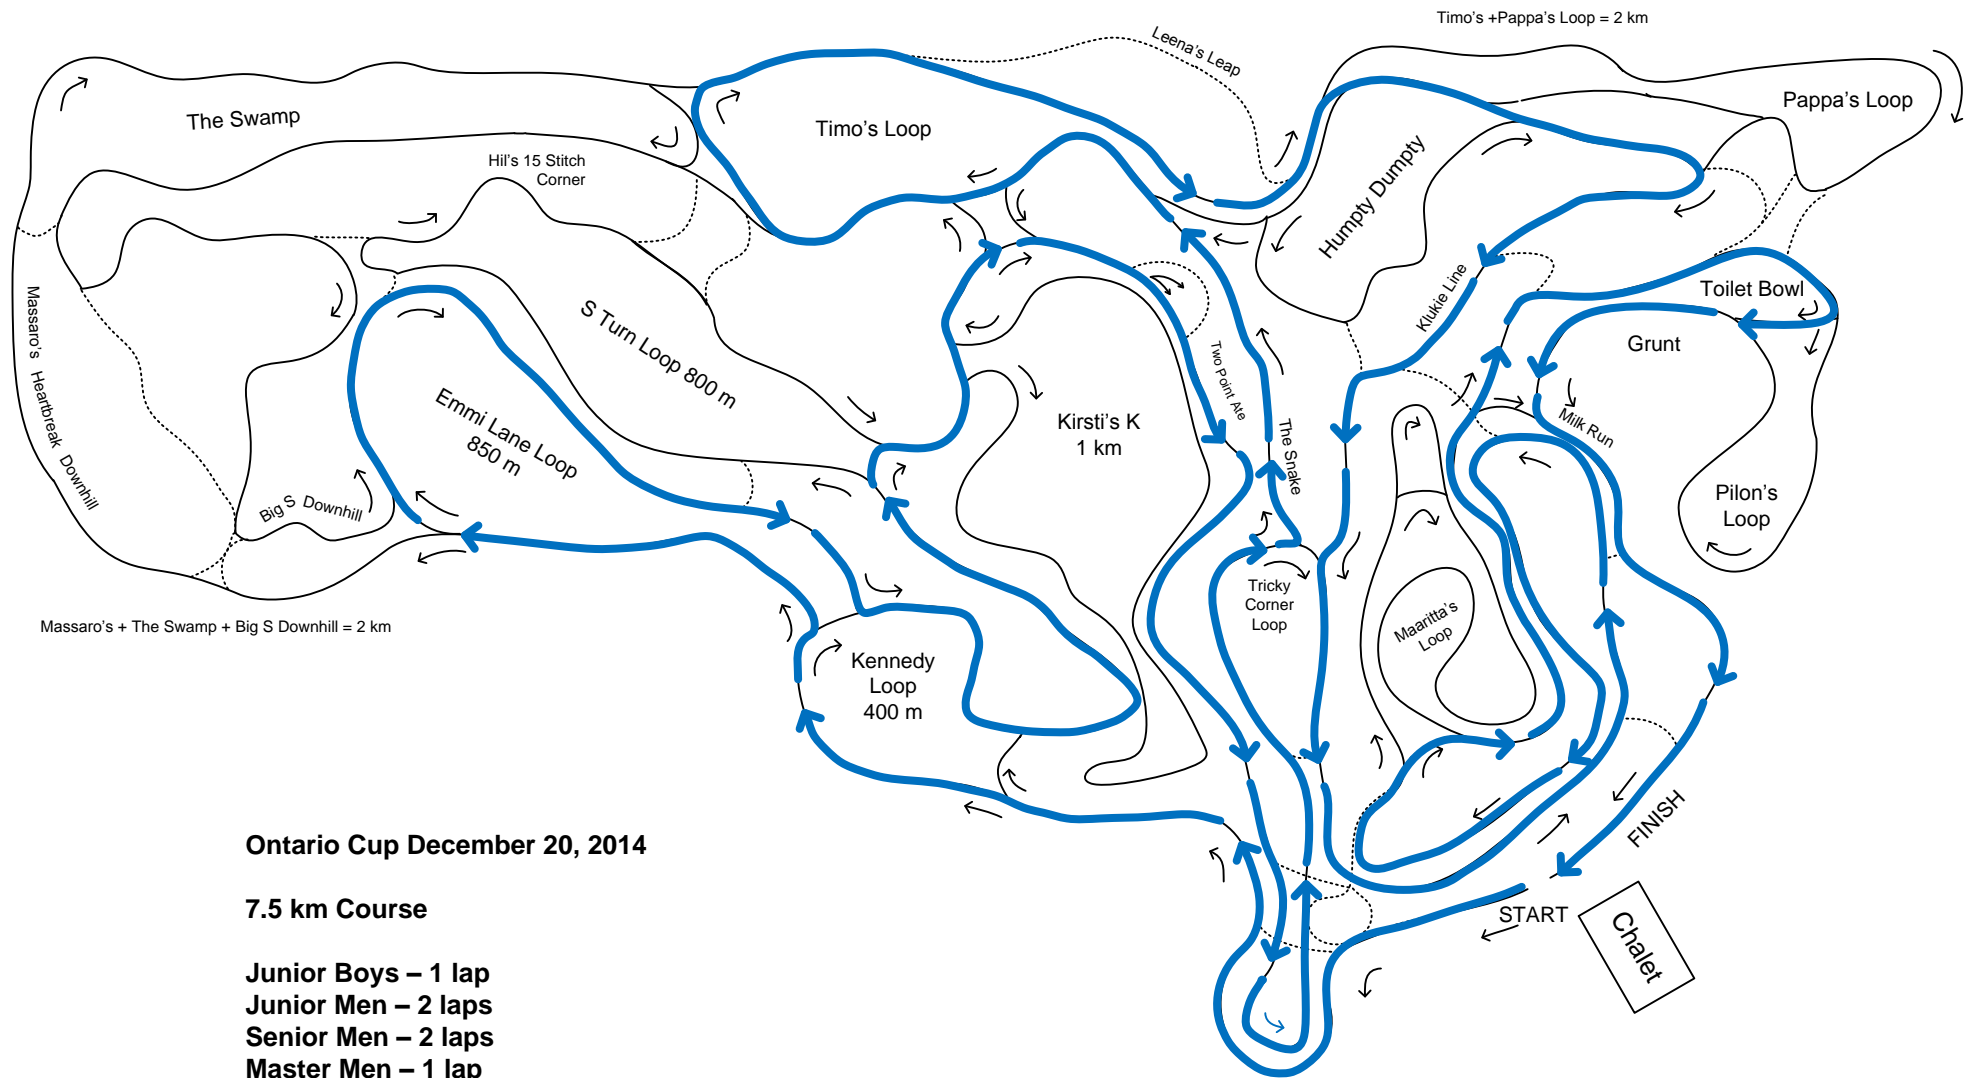 Timo's +Pappa's Loop = 2 km
Leena's Leap
Pappa's Loop
The Swamp
Timo's Loop
Hil's 15 Stitch
Corner
Humpty Dumpty
Massaro's Heartbreak Downhill
S Turn Loop 800 m
Klukie Line
Toilet Bowl
Grunt
Two Point Ate
Emmi Lane Loop
850 m
Kirsti's K
1 km
The Snake
Milk Run
Big S Downhill
Pilon's
Loop
Tricky
Corner
Loop
Maaritta's
Loop
Massaro's + The Swamp + Big S Downhill = 2 km
Kennedy
Loop
400 m
FINISH
START
Chalet
Ontario Cup December 20, 2014
7.5 km Course
Junior Boys – 1 lap
Junior Men – 2 laps
Senior Men – 2 laps
Master Men – 1 lap